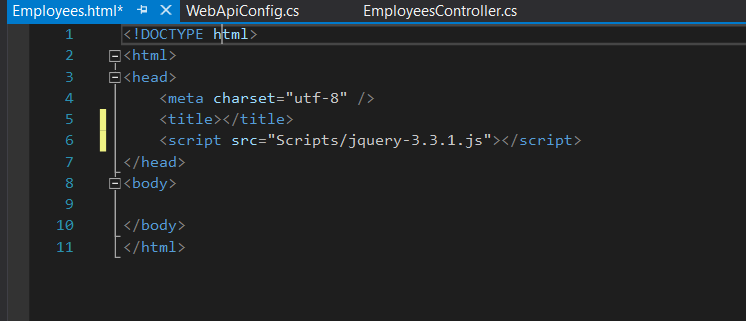 Employees.html* WebApiConfig.cs EmployeesController.cs
1 <!DOCTYPE html>
2 <html>
3 <head>
4 <meta charset="utf-8" />
5 <title></title>
6 <script src="Scripts/jquery-3.3.1.js"></script>
7 </head>
8 <body>
9
10 </body>
11 </html>